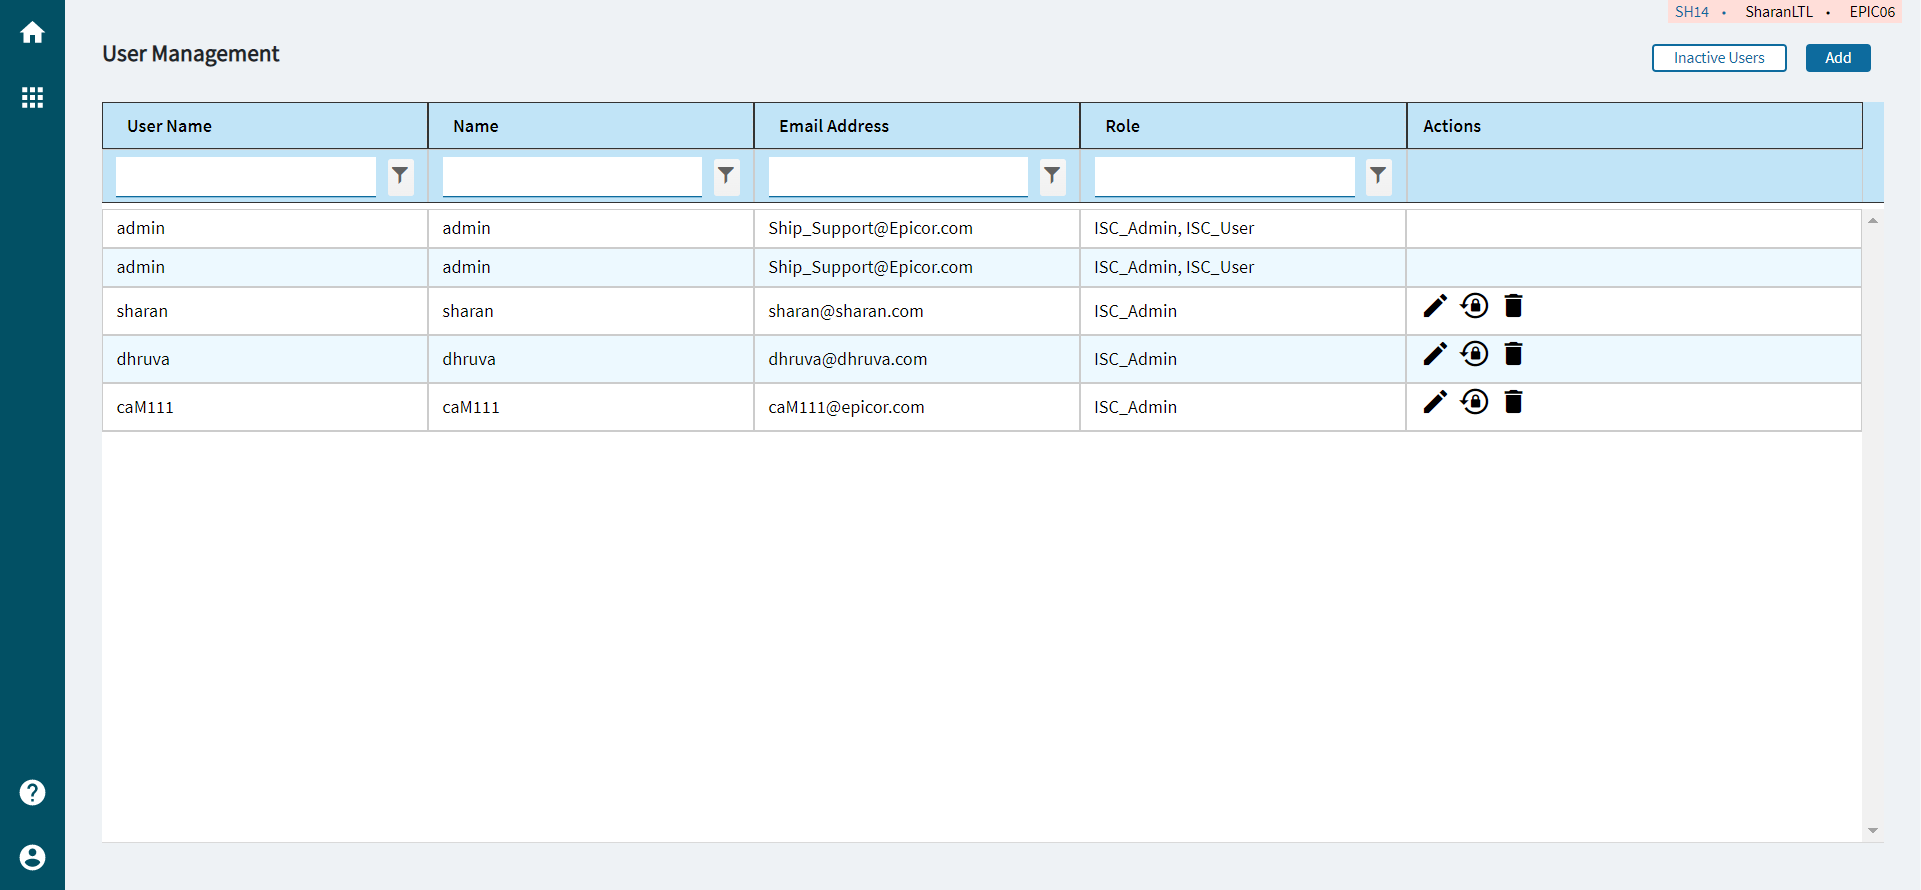 SH14 • SharanLTL • EPIC06
User Management
Inactive Users Add
User Name Name Email Address Role Actions
admin admin Ship_Support@Epicor.com ISC_Admin, ISC_User
admin admin Ship_Support@Epicor.com ISC_Admin, ISC_User
sharan sharan sharan@sharan.com ISC_Admin
dhruva dhruva dhruva@dhruva.com ISC_Admin
caM111 caM111 caM111@epicor.com ISC_Admin